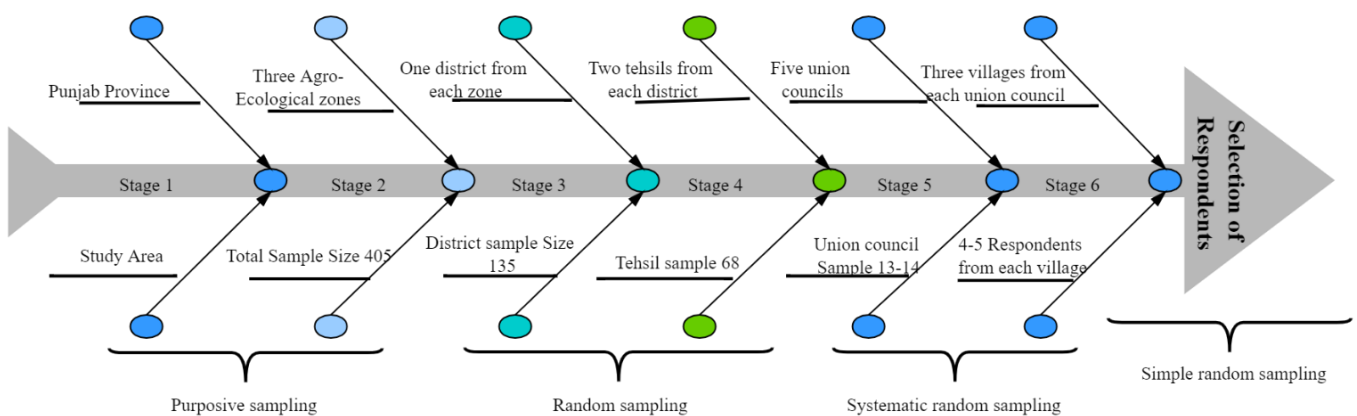 Punjab Province
Three Agro-
Ecological zones
One district from
each zone
Two tehsils from
each district
Five union
councils
Three villages from
each union council
Stage 1
Stage 2
Stage 3
Stage 4
Stage 5
Stage 6
Selection of
Respondents
Study Area
Total Sample Size 405
District sample Size
135
Tehsil sample 68
Union council
Sample 13-14
4-5 Respondents
from each village
Purposive sampling
Random sampling
Systematic random sampling
Simple random sampling